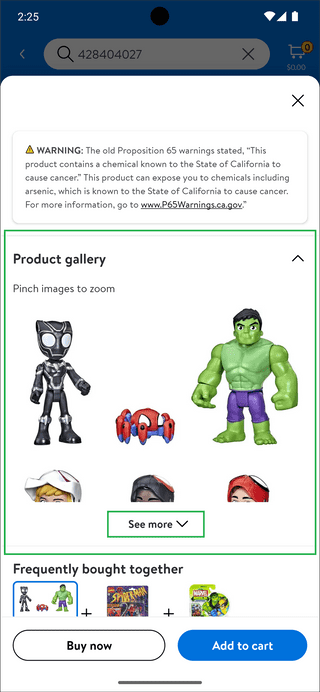 2:25
428404027
0
$0.00
WARNING: The old Proposition 65 warnings stated, “This
product contains a chemical known to the State of California to
cause cancer.” This product can expose you to chemicals including
arsenic, which is known to the State of California to cause cancer.
For more information, go to www.P65Warnings.ca.gov.”
Product gallery
Pinch images to zoom
See more
Frequently bought together
Buy now
Add to cart